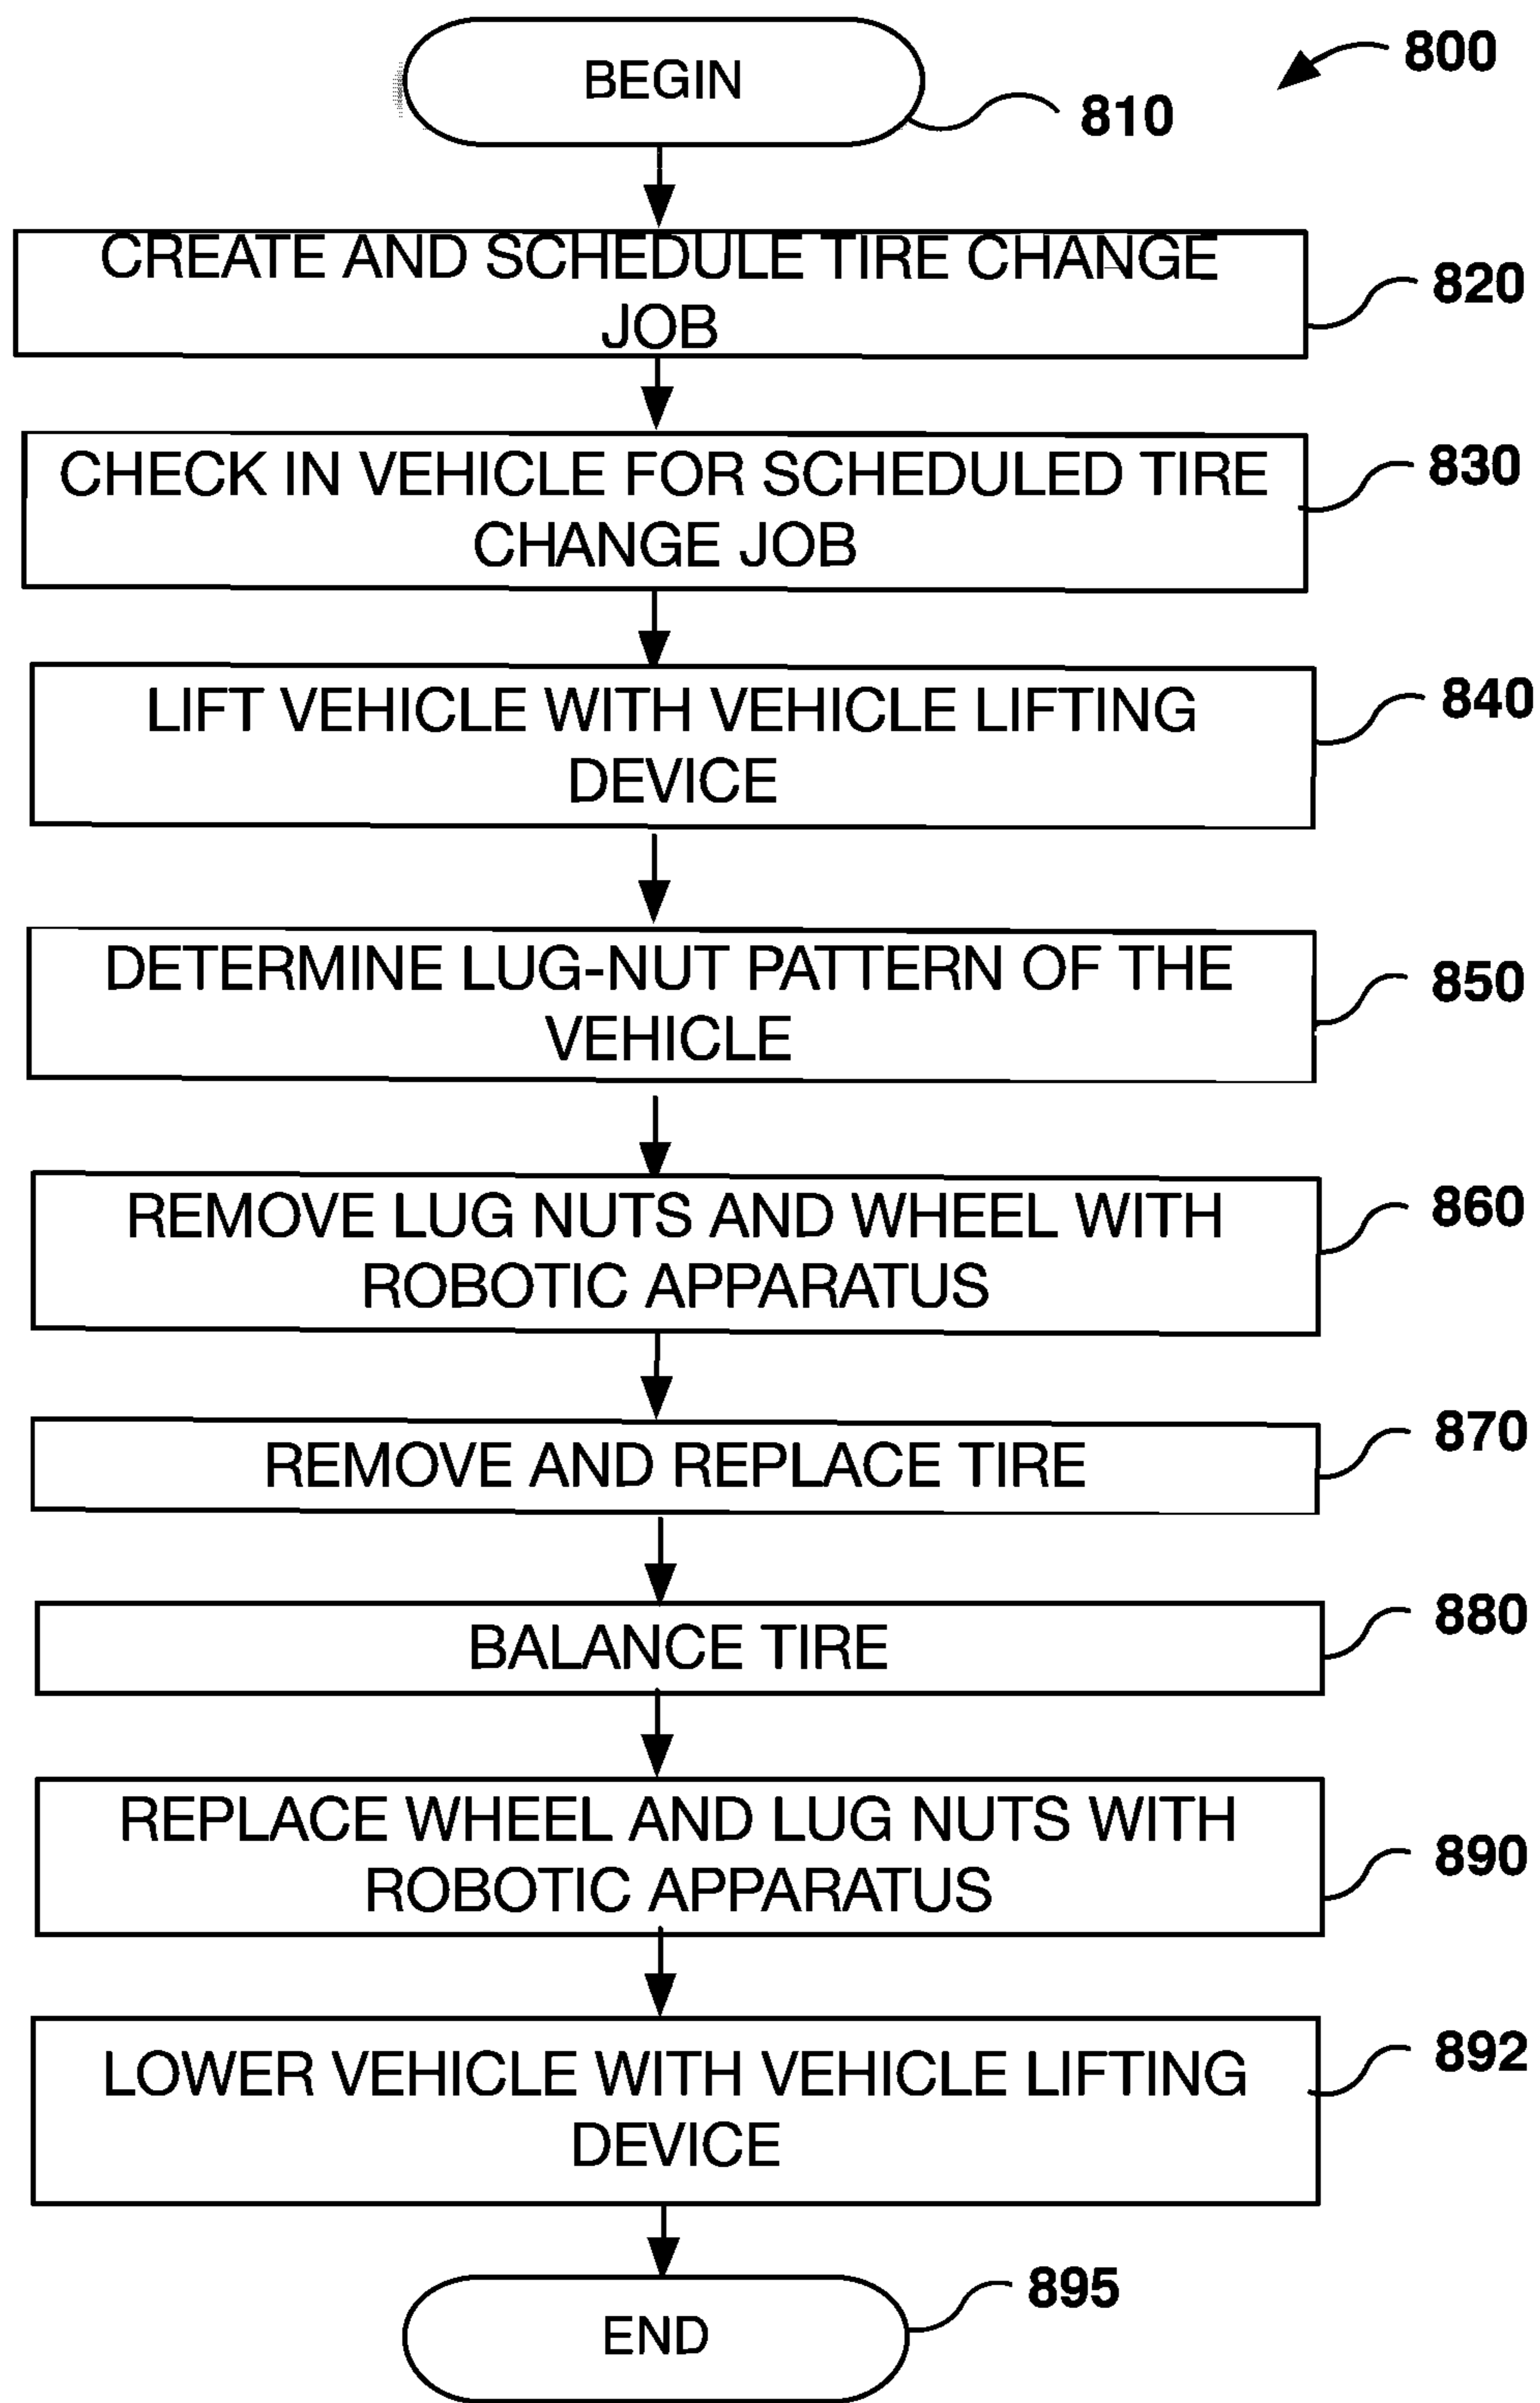 BEGIN
800
810
CREATE AND SCHEDULE TIRE CHANGE
JOB
820
CHECK IN VEHICLE FOR SCHEDULED TIRE
CHANGE JOB
830
LIFT VEHICLE WITH VEHICLE LIFTING
DEVICE
840
DETERMINE LUG-NUT PATTERN OF THE
VEHICLE
850
REMOVE LUG NUTS AND WHEEL WITH
ROBOTIC APPARATUS
860
REMOVE AND REPLACE TIRE
870
BALANCE TIRE
880
REPLACE WHEEL AND LUG NUTS WITH
ROBOTIC APPARATUS
890
LOWER VEHICLE WITH VEHICLE LIFTING
DEVICE
892
END
895